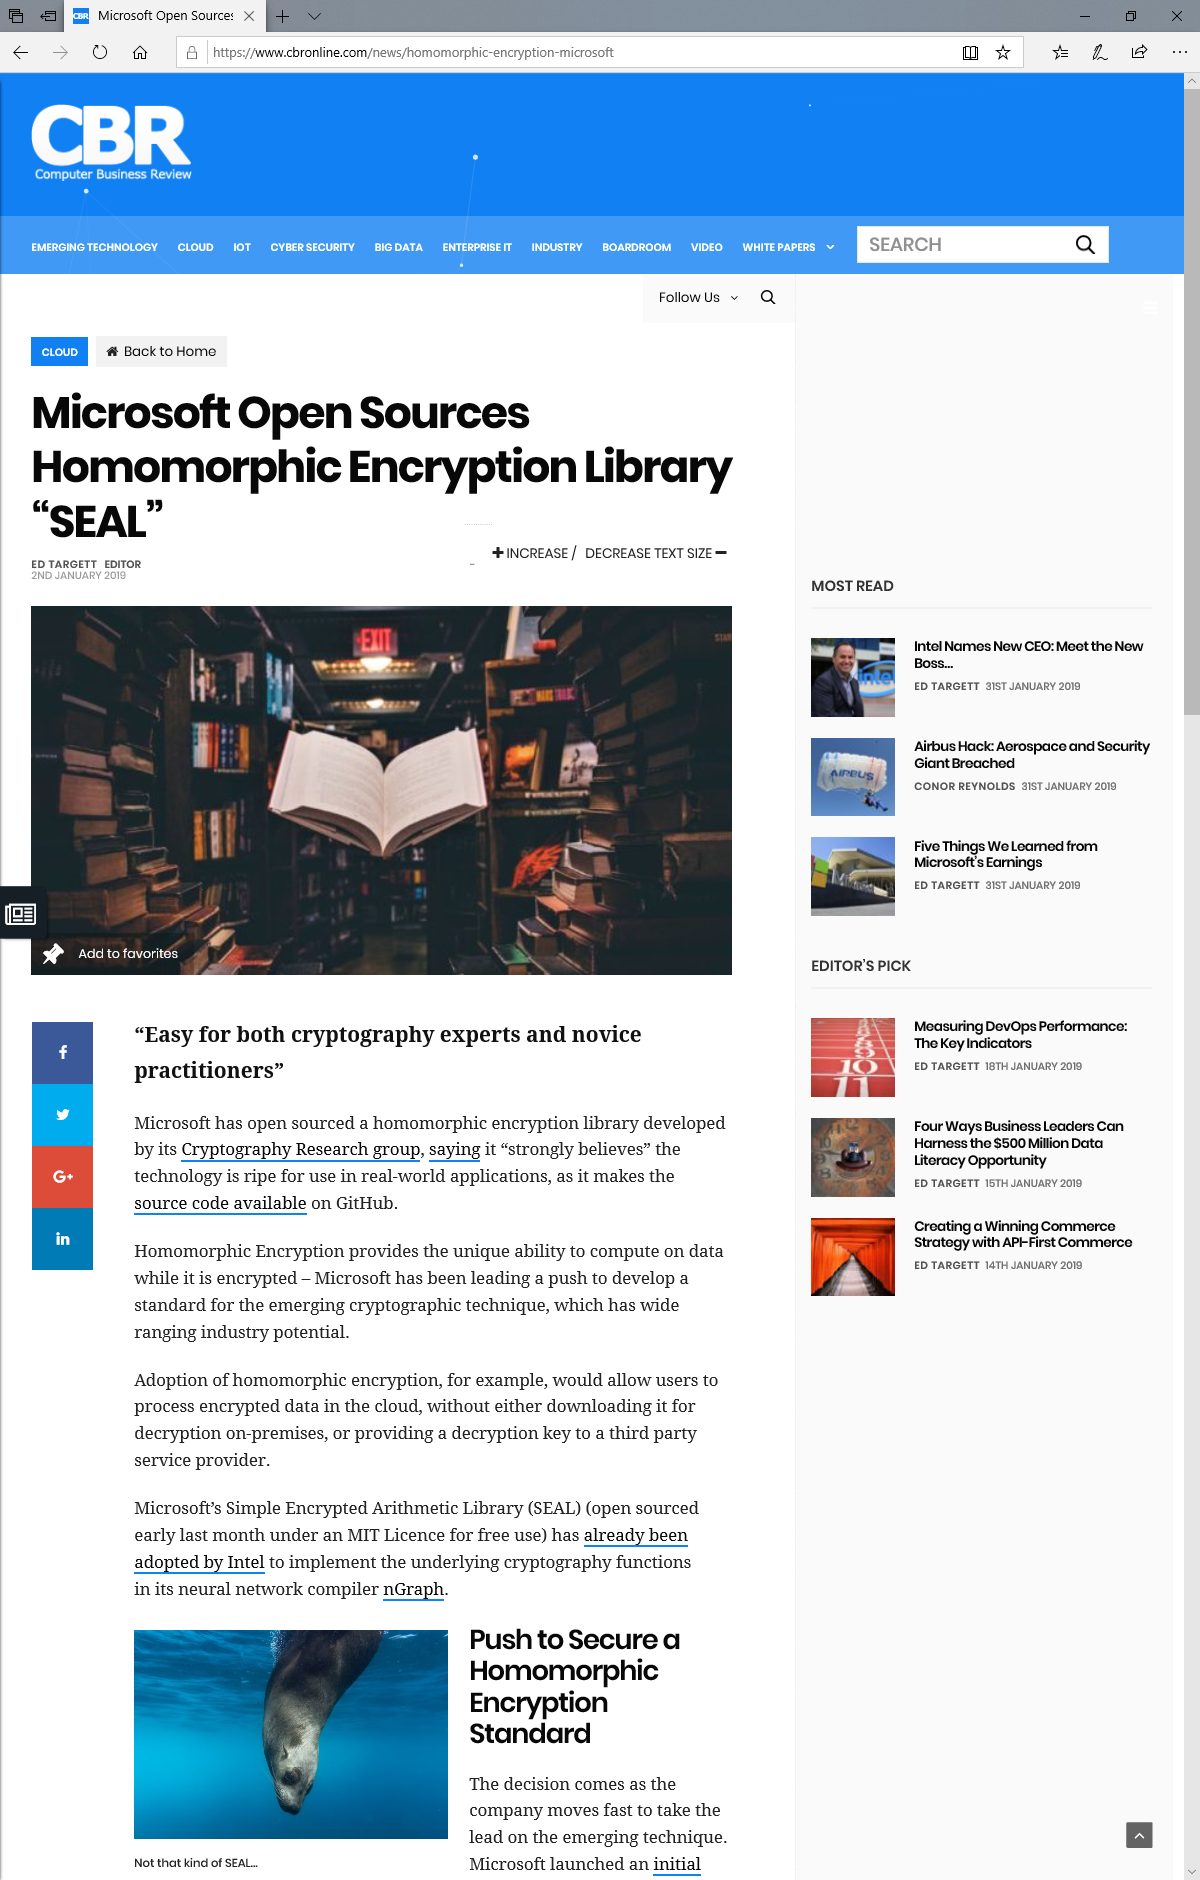 CBR Microsoft Open Sources
https://www.cbronline.com/news/homomorphic-encryption-microsoft
CBR
Computer Business Review
EMERGING TECHNOLOGY CLOUD IOT CYBER SECURITY BIG DATA ENTERPRISE IT INDUSTRY BOARDROOM VIDEO WHITE PAPERS SEARCH
Follow Us
CLOUD Back to Home
Microsoft Open Sources
Homomorphic Encryption Library
“SEAL”
+ INCREASE / DECREASE TEXT SIZE −
ED TARGETT EDITOR
2ND JANUARY 2019
EXIT
Add to favorites
“Easy for both cryptography experts and novice
practitioners”
Microsoft has open sourced a homomorphic encryption library developed
by its Cryptography Research group, saying it “strongly believes” the
technology is ripe for use in real-world applications, as it makes the
source code available on GitHub.
Homomorphic Encryption provides the unique ability to compute on data
while it is encrypted – Microsoft has been leading a push to develop a
standard for the emerging cryptographic technique, which has wide
ranging industry potential.
Adoption of homomorphic encryption, for example, would allow users to
process encrypted data in the cloud, without either downloading it for
decryption on-premises, or providing a decryption key to a third party
service provider.
Microsoft’s Simple Encrypted Arithmetic Library (SEAL) (open sourced
early last month under an MIT Licence for free use) has already been
adopted by Intel to implement the underlying cryptography functions
in its neural network compiler nGraph.
Not that kind of SEAL...
Push to Secure a
Homomorphic
Encryption
Standard
The decision comes as the
company moves fast to take the
lead on the emerging technique.
Microsoft launched an initial
f
G+
in
MOST READ
intel
Intel Names New CEO: Meet the New
Boss...
ED TARGETT 31ST JANUARY 2019
AIRBUS
Airbus Hack: Aerospace and Security
Giant Breached
CONOR REYNOLDS 31ST JANUARY 2019
Five Things We Learned from
Microsoft’s Earnings
ED TARGETT 31ST JANUARY 2019
EDITOR’S PICK
8
9
10
11
Measuring DevOps Performance:
The Key Indicators
ED TARGETT 18TH JANUARY 2019
Four Ways Business Leaders Can
Harness the $500 Million Data
Literacy Opportunity
ED TARGETT 15TH JANUARY 2019
Creating a Winning Commerce
Strategy with API-First Commerce
ED TARGETT 14TH JANUARY 2019